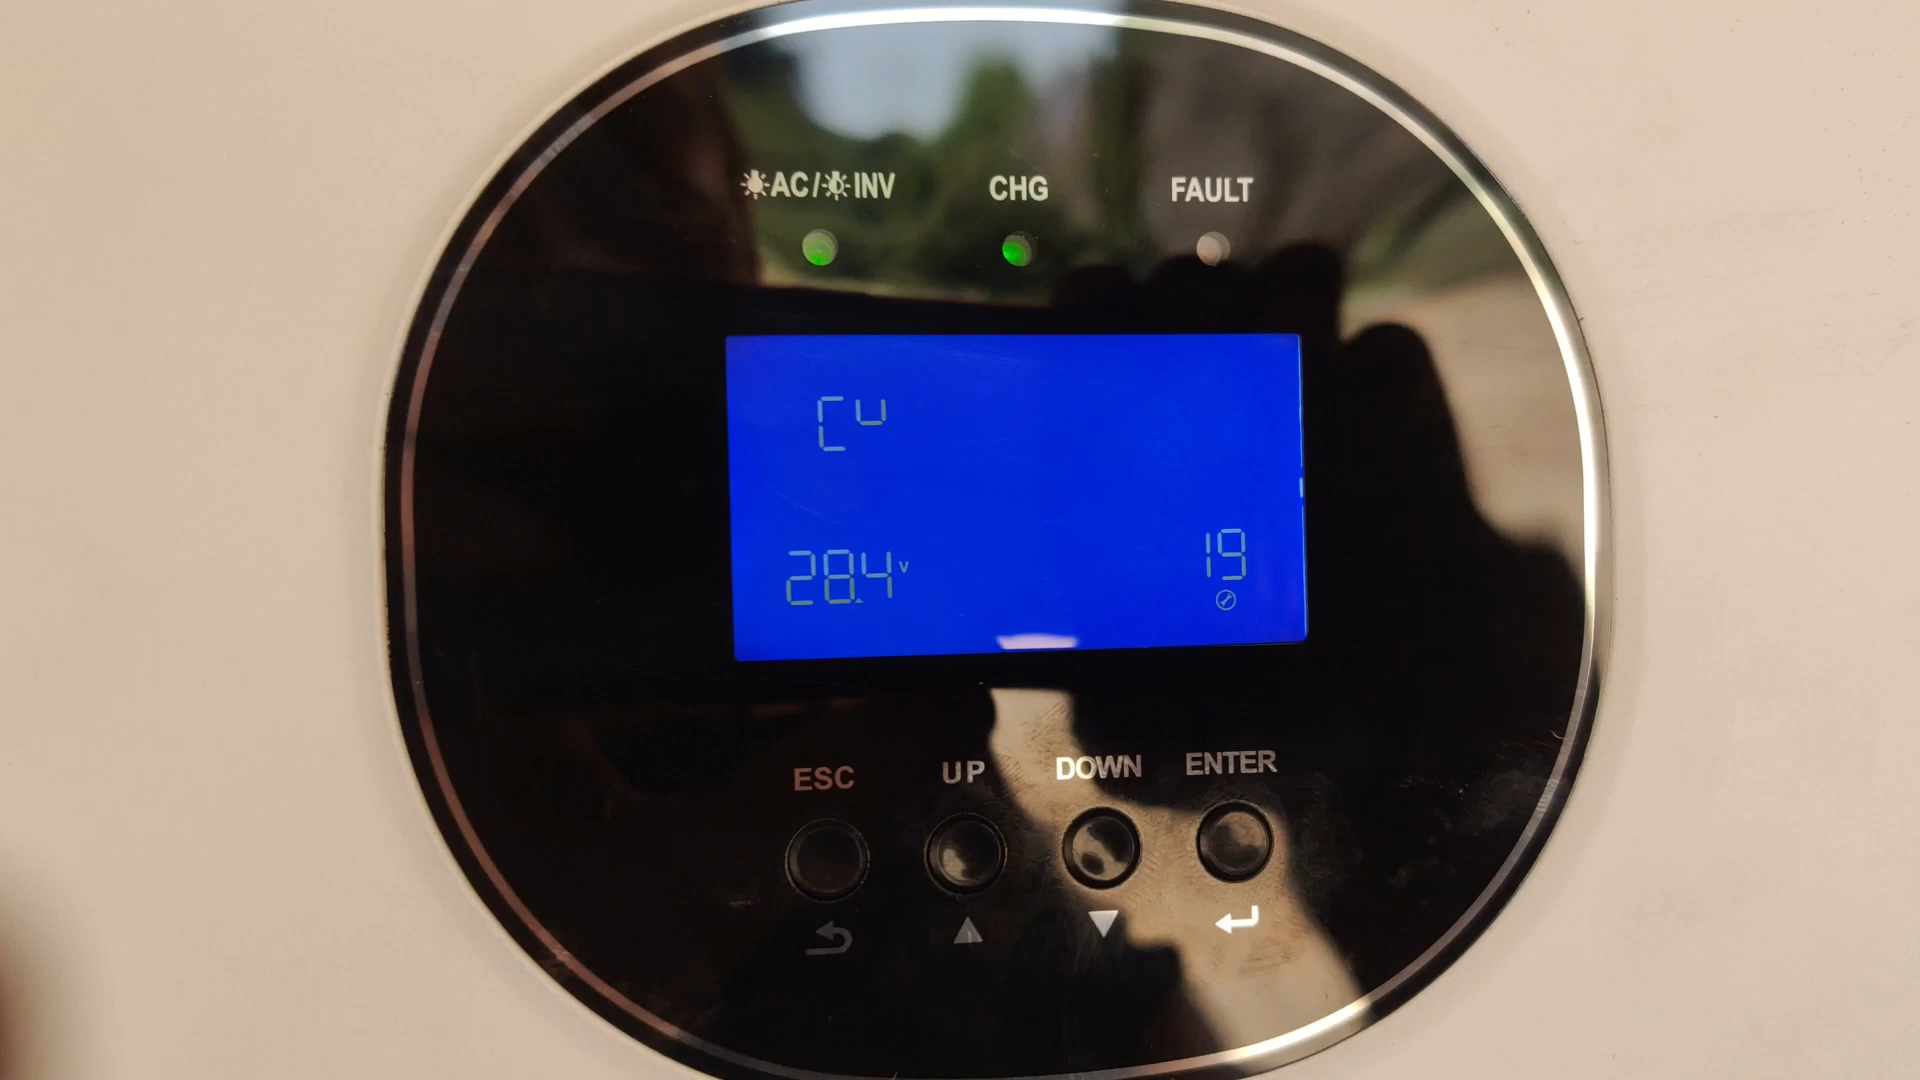 AC/INV CHG FAULT
CU
28.4V 19
ESC UP DOWN ENTER